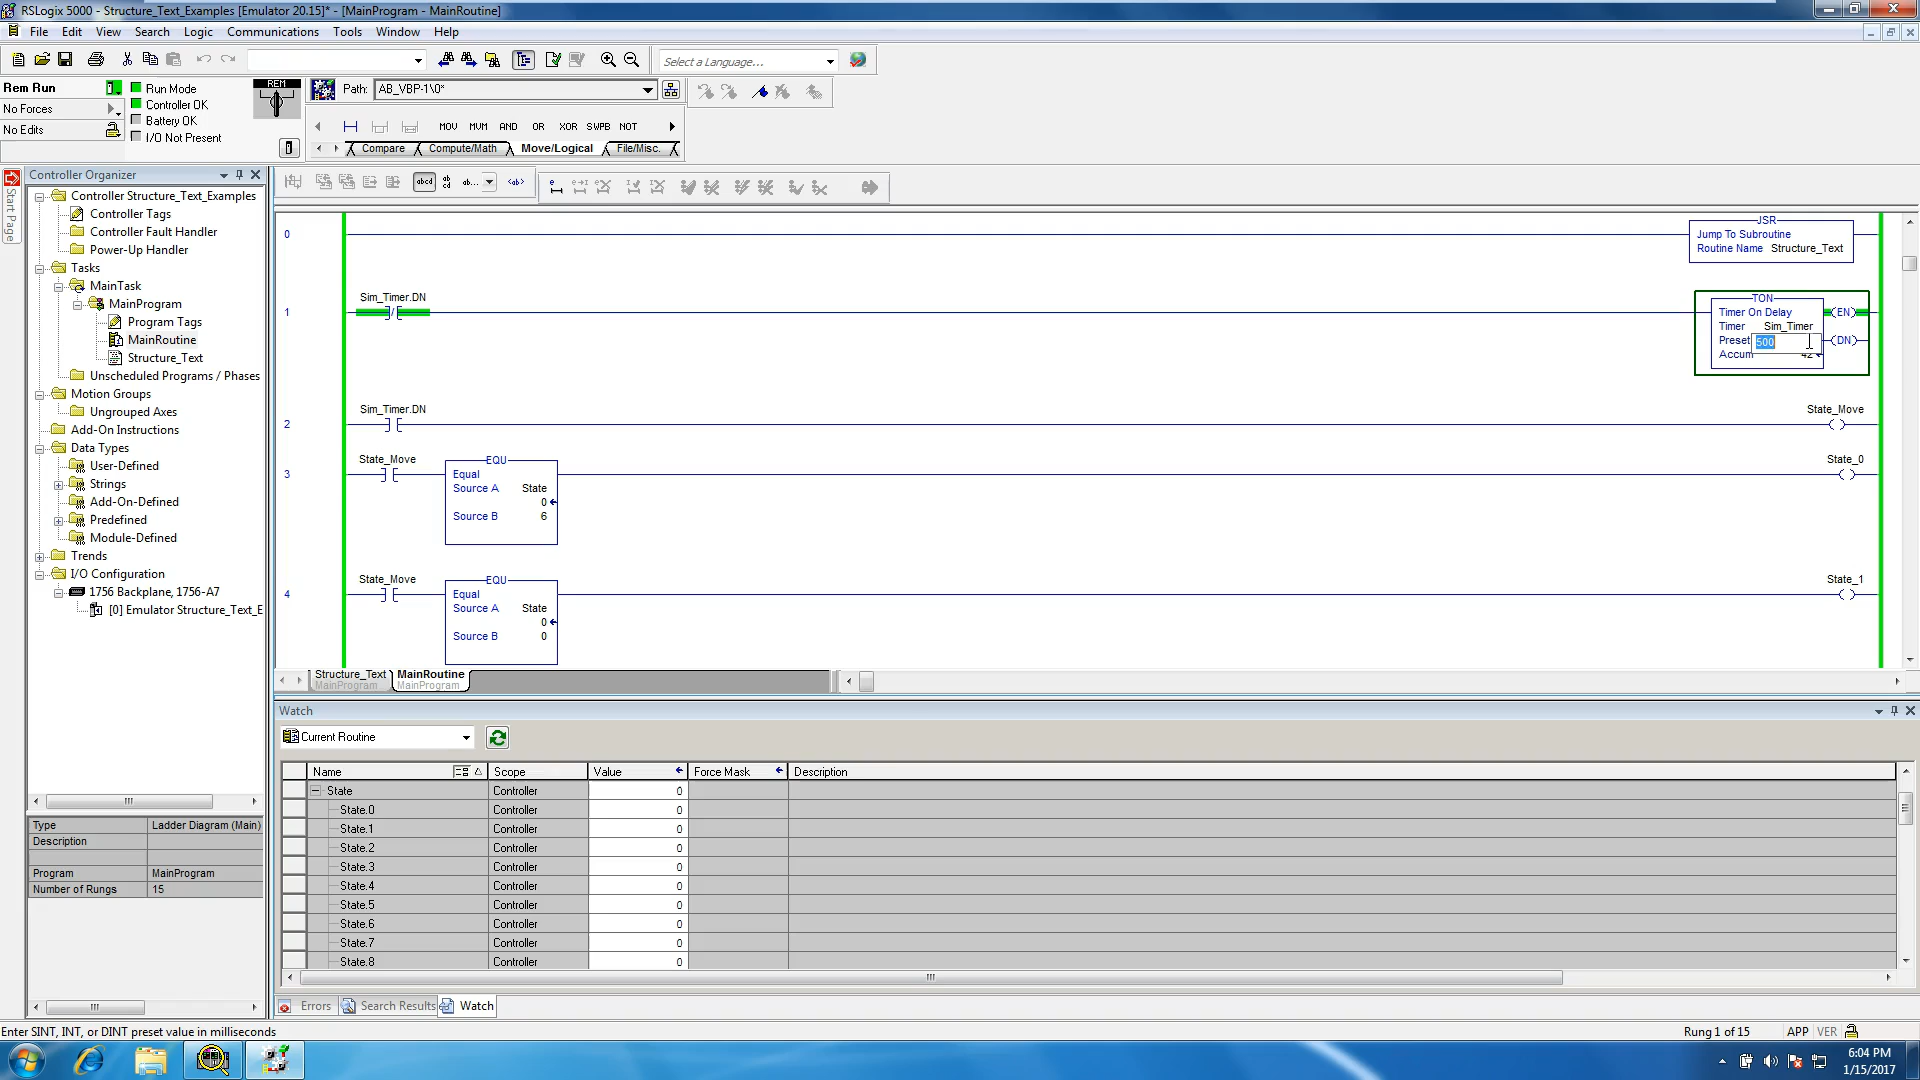 RSLogix 5000 - Structure_Text_Examples [Emulator 20.15]* - [MainProgram - MainRoutine]
File Edit View Search Logic Communications Tools Window Help
Select a Language...
Rem Run
No Forces
No Edits
Run Mode
Controller OK
Battery OK
I/O Not Present
REM
Path: AB_VBP-1\0*
MOV MVM AND OR XOR SWPB NOT
Compare Compute/Math Move/Logical File/Misc.
Start Page
Controller Organizer
Controller Structure_Text_Examples
Controller Tags
Controller Fault Handler
Power-Up Handler
Tasks
MainTask
MainProgram
Program Tags
MainRoutine
Structure_Text
Unscheduled Programs / Phases
Motion Groups
Ungrouped Axes
Add-On Instructions
Data Types
User-Defined
Strings
Add-On-Defined
Predefined
Module-Defined
Trends
I/O Configuration
1756 Backplane, 1756-A7
[0] Emulator Structure_Text_E
Type Ladder Diagram (Main)
Description
Program MainProgram
Number of Rungs 15
abcd ab cd ab... <ab>
0
JSR
Jump To Subroutine
Routine Name Structure_Text
1
Sim_Timer.DN
TON
Timer On Delay
Timer Sim_Timer
Preset 500
Accum 42
EN
DN
2
Sim_Timer.DN
State_Move
3
State_Move
EQU
Equal
Source A State
0
Source B 6
State_0
4
State_Move
EQU
Equal
Source A State
0
Source B 0
State_1
Structure_Text
MainProgram
MainRoutine
MainProgram
Watch
Current Routine
Name Scope Value Force Mask Description
State Controller 0
State.0 Controller 0
State.1 Controller 0
State.2 Controller 0
State.3 Controller 0
State.4 Controller 0
State.5 Controller 0
State.6 Controller 0
State.7 Controller 0
State.8 Controller 0
Errors Search Results Watch
Enter SINT, INT, or DINT preset value in milliseconds
Rung 1 of 15 APP VER
6:04 PM
1/15/2017